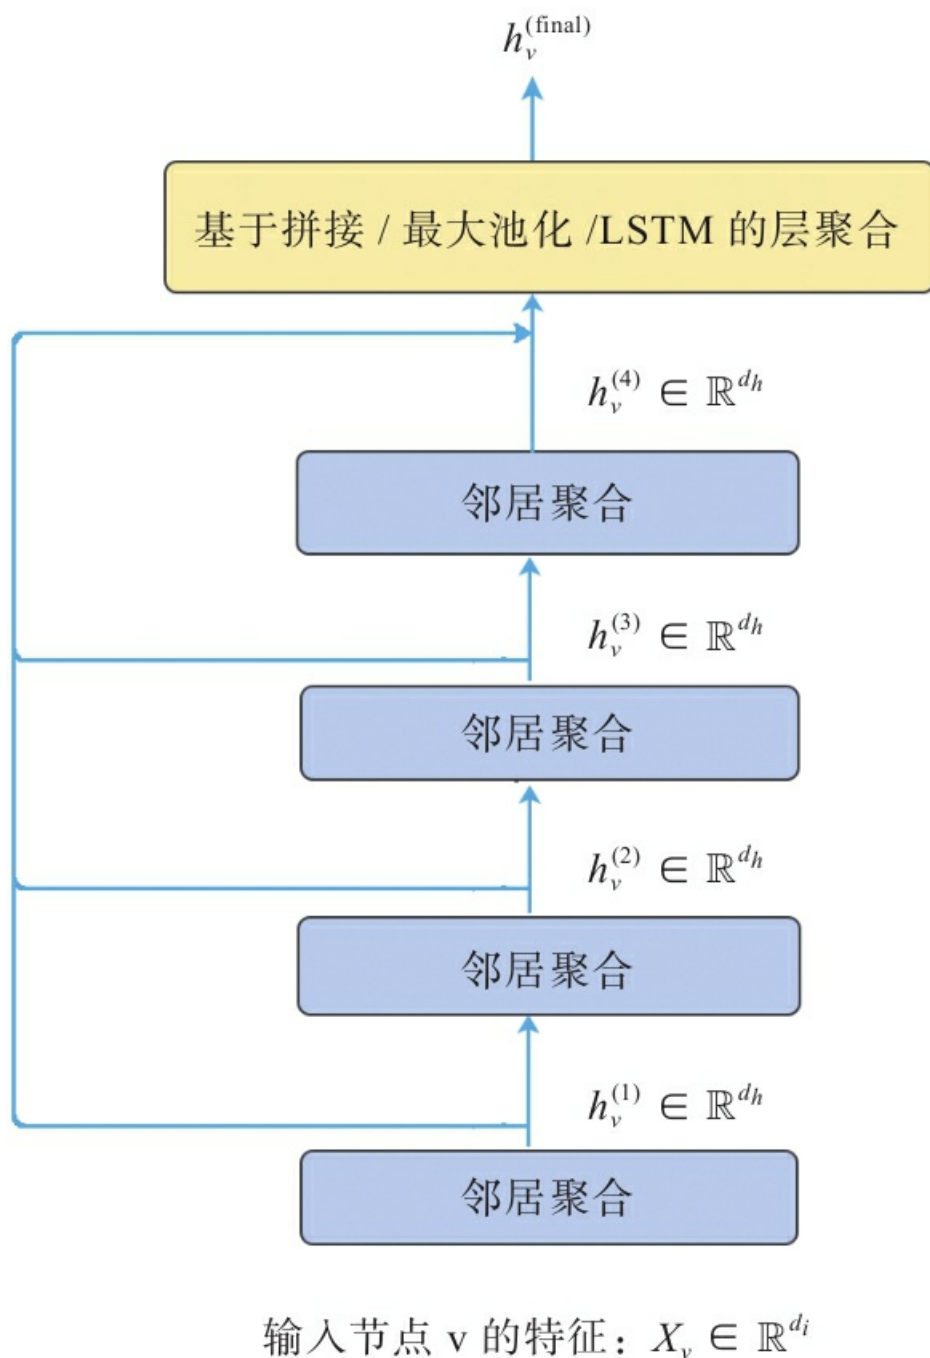 h_v^{(final)}
基于拼接 / 最大池化 /LSTM 的层聚合
h_v^{(4)} ∈ ℝ^{d_h}
邻居聚合
h_v^{(3)} ∈ ℝ^{d_h}
邻居聚合
h_v^{(2)} ∈ ℝ^{d_h}
邻居聚合
h_v^{(1)} ∈ ℝ^{d_h}
邻居聚合
输入节点 v 的特征：X_v ∈ ℝ^{d_i}